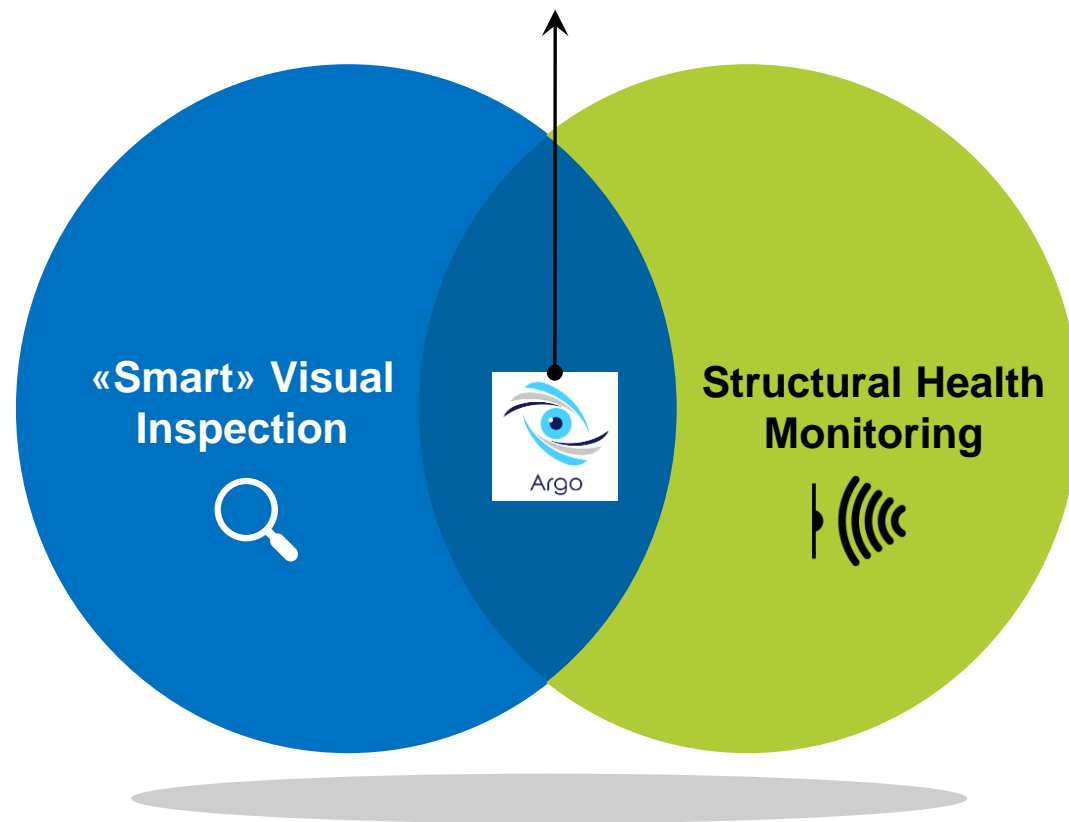 «Smart» Visual
Inspection
Argo
Structural Health
Monitoring